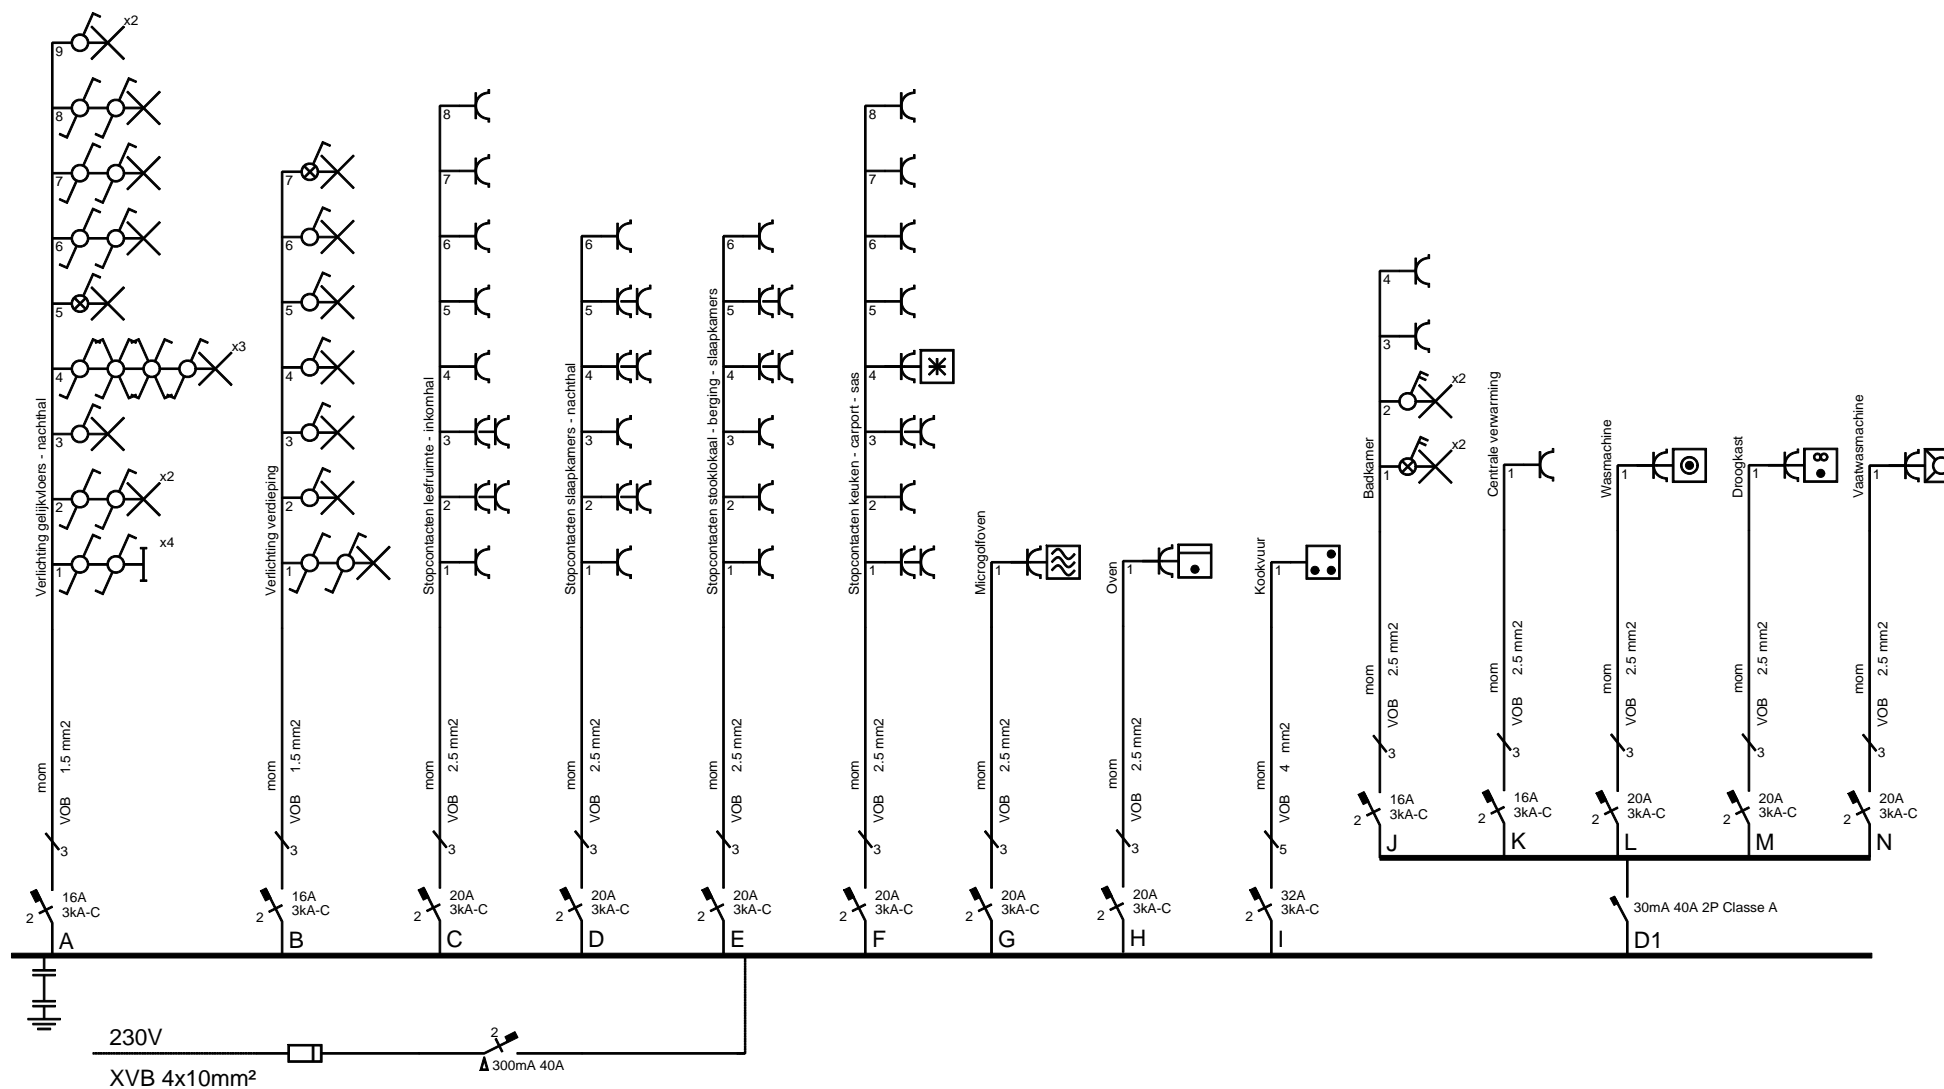 9 x2
8
7
6
5
4 x3
3
2 x2
1 x4
Verlichting gelijkvloers - nachthal
mom
VOB 1.5 mm2
3
16A
3kA-C
2
A
7
6
5
4
3
2
1
Verlichting verdieping
mom
VOB 1.5 mm2
3
16A
3kA-C
2
B
8
7
6
5
4
3
2
1
Stopcontacten leefruimte - inkomhal
mom
VOB 2.5 mm2
3
20A
3kA-C
2
C
6
5
4
3
2
1
Stopcontacten slaapkamers - nachthal
mom
VOB 2.5 mm2
3
20A
3kA-C
2
D
6
5
4
3
2
1
Stopcontacten stooklokaal - berging - slaapkamers
mom
VOB 2.5 mm2
3
20A
3kA-C
2
E
8
7
6
5
4
3
2
1
Stopcontacten keuken - carport - sas
mom
VOB 2.5 mm2
3
20A
3kA-C
2
F
1
Microgolfoven
mom
VOB 2.5 mm2
3
20A
3kA-C
2
G
1
Oven
mom
VOB 2.5 mm2
3
20A
3kA-C
2
H
1
Kookvuur
mom
VOB 4 mm2
5
32A
3kA-C
2
I
4
3
2 x2
1 x2
Badkamer
mom
VOB 2.5 mm2
3
16A
3kA-C
2
J
1
Centrale verwarming
mom
VOB 2.5 mm2
3
16A
3kA-C
2
K
1
Wasmachine
mom
VOB 2.5 mm2
3
20A
3kA-C
2
L
1
Droogkast
mom
VOB 2.5 mm2
3
20A
3kA-C
2
M
1
Vaatwasmachine
mom
VOB 2.5 mm2
3
20A
3kA-C
2
N
30mA 40A 2P Classe A
D1
230V
XVB 4x10mm²
2
300mA 40A